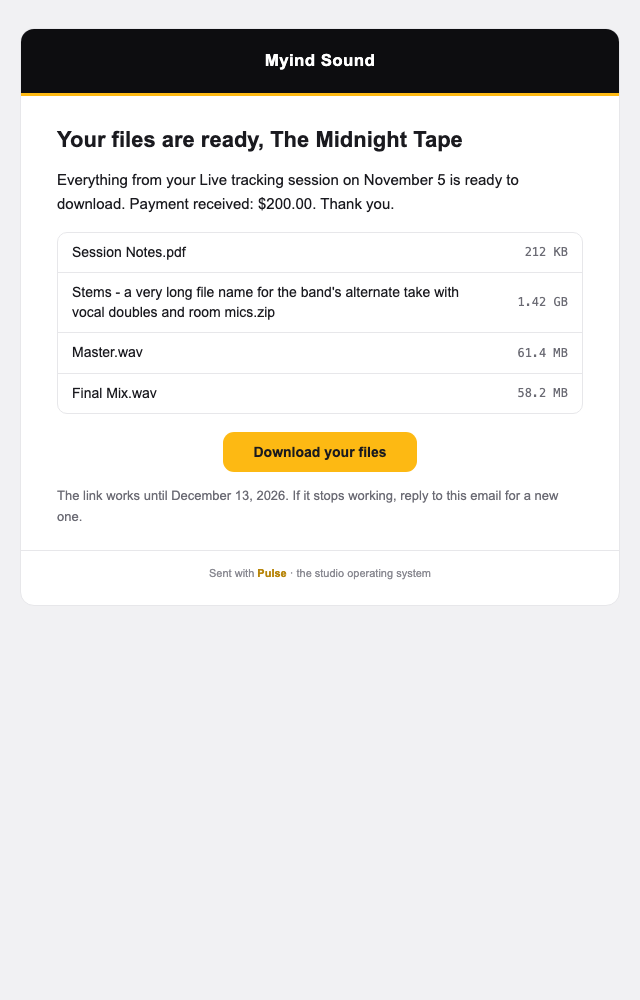 Myind Sound
Your files are ready, The Midnight Tape
Everything from your Live tracking session on November 5 is ready to
download. Payment received: $200.00. Thank you.
Session Notes.pdf 212 KB
Stems - a very long file name for the band's alternate take with
vocal doubles and room mics.zip 1.42 GB
Master.wav 61.4 MB
Final Mix.wav 58.2 MB
Download your files
The link works until December 13, 2026. If it stops working, reply to this email for a new
one.
Sent with Pulse · the studio operating system